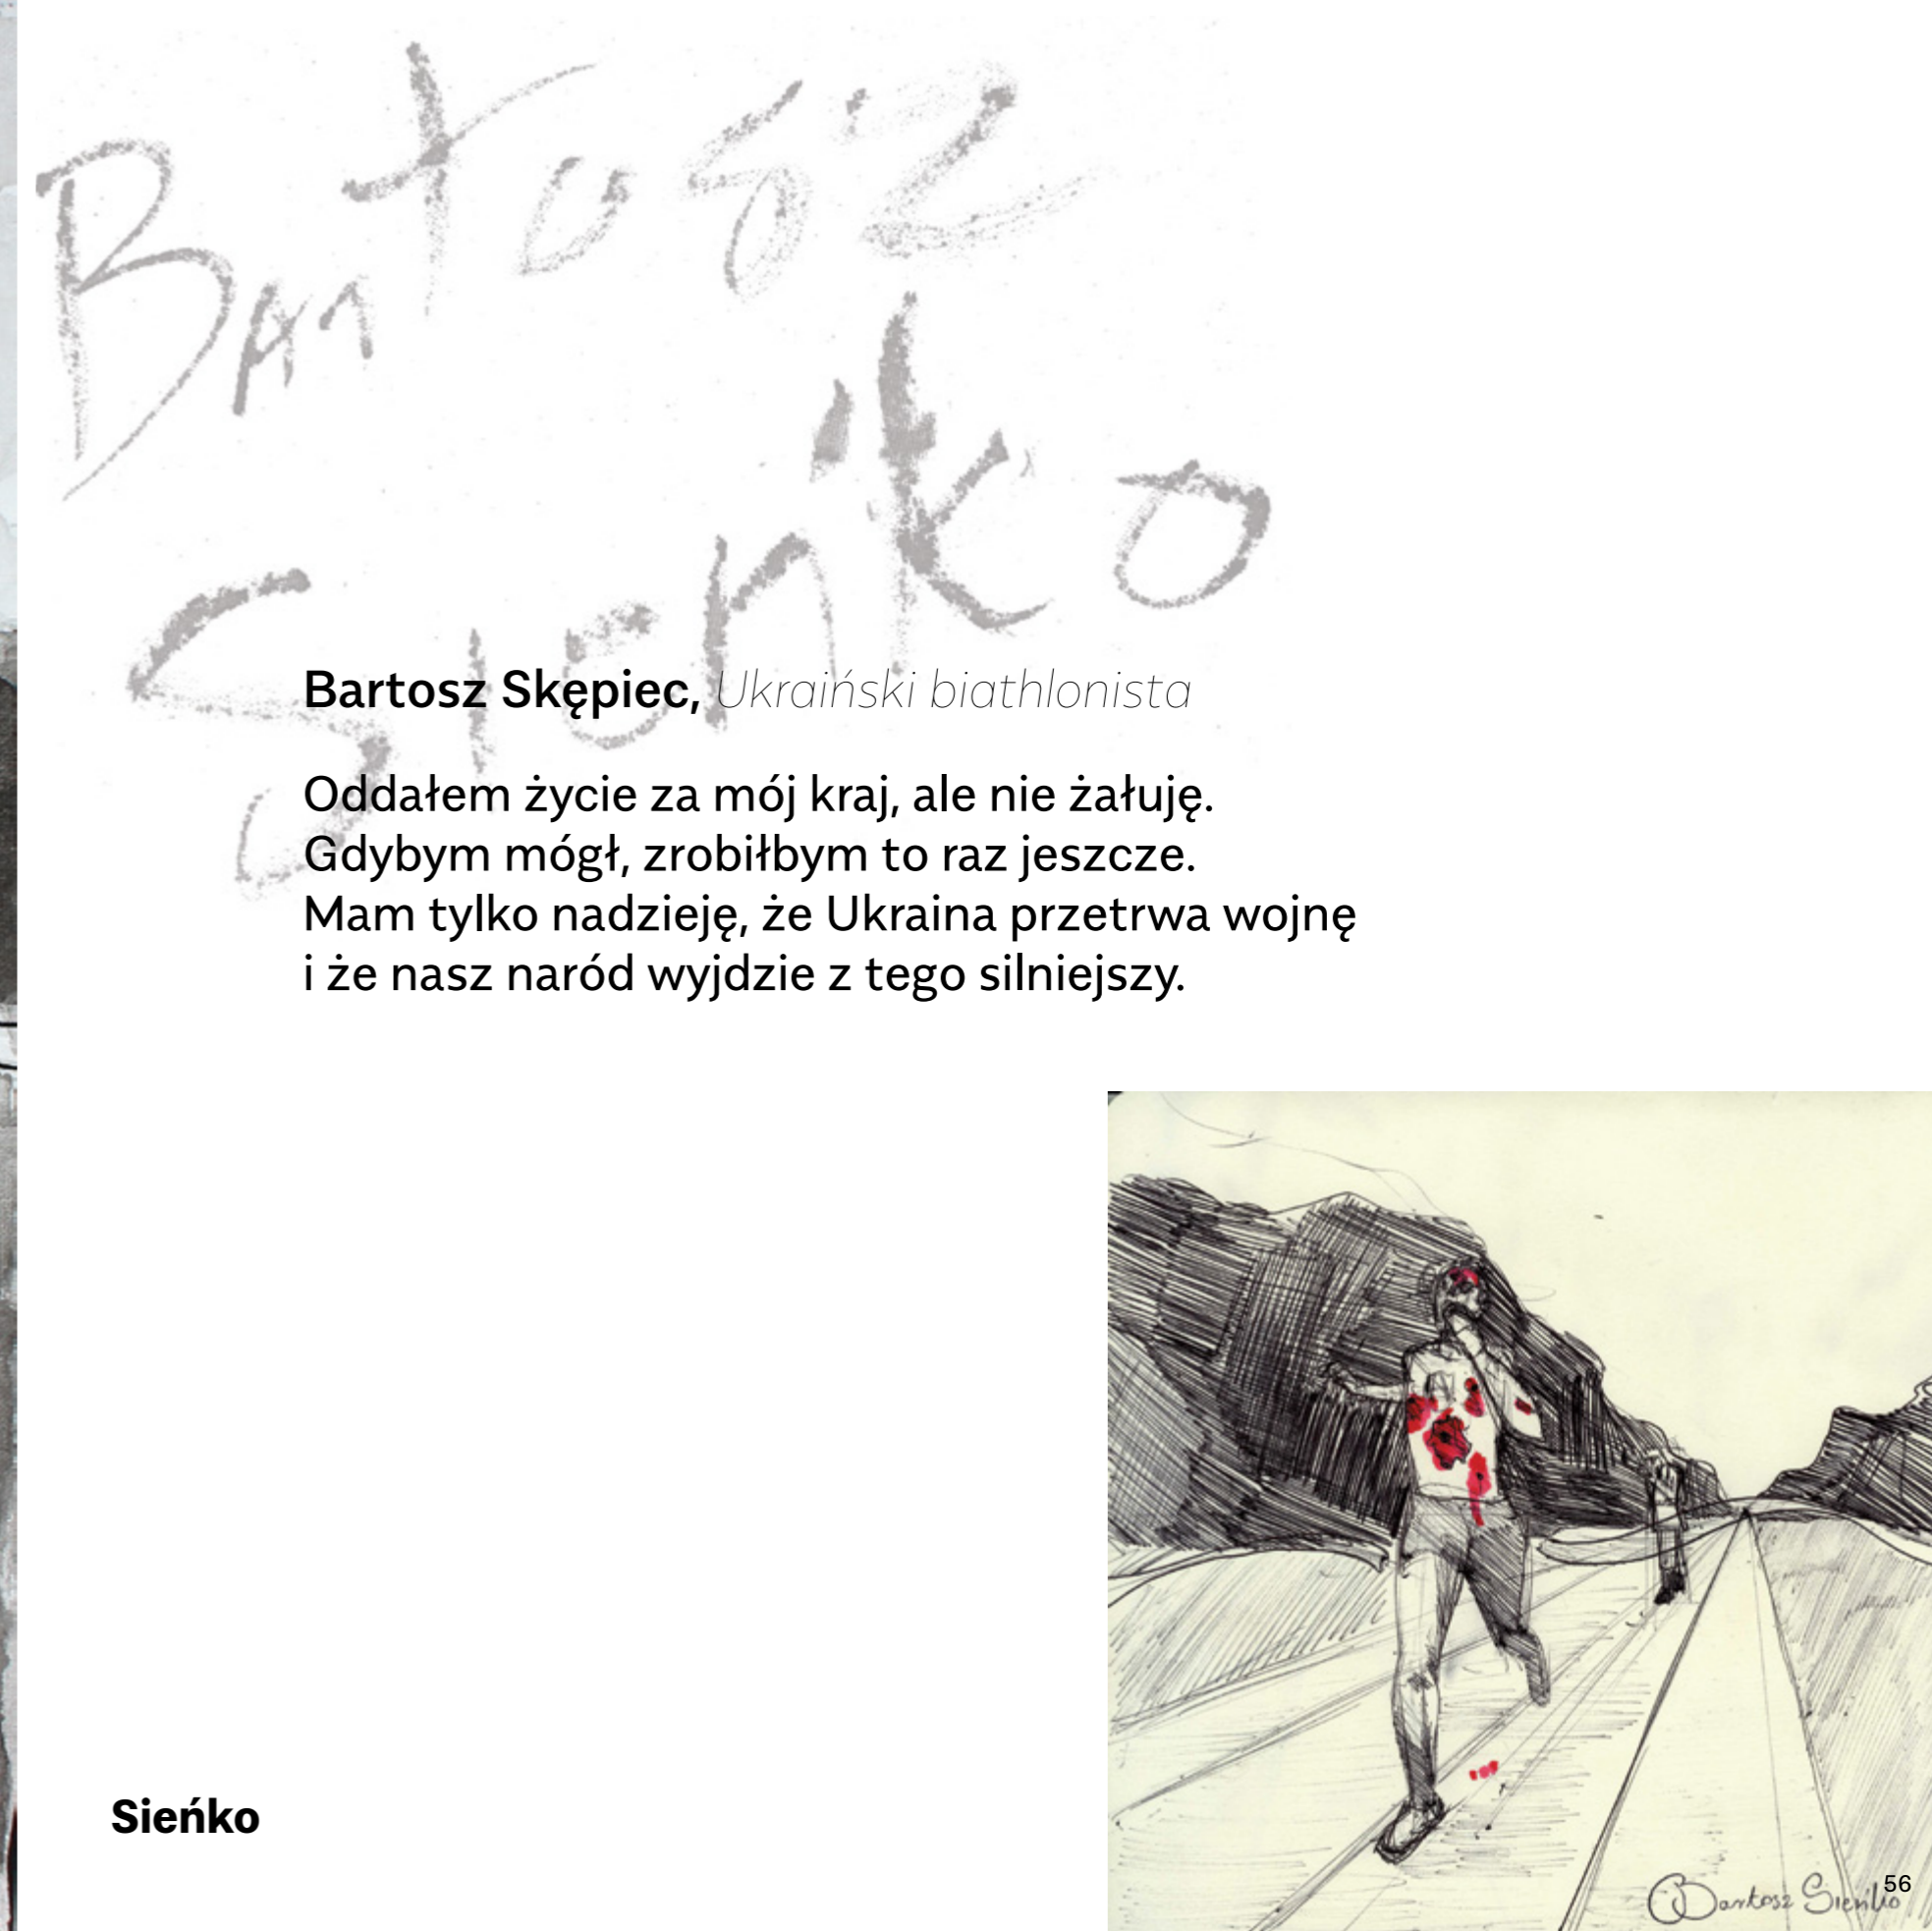 Bartosz
Sieńko
Bartosz Skępiec, Ukraiński biathlonista
Oddałem życie za mój kraj, ale nie żałuję.
Gdybym mógł, zrobiłbym to raz jeszcze.
Mam tylko nadzieję, że Ukraina przetrwa wojnę
i że nasz naród wyjdzie z tego silniejszy.
Sieńko
Bartosz Sieńko
56